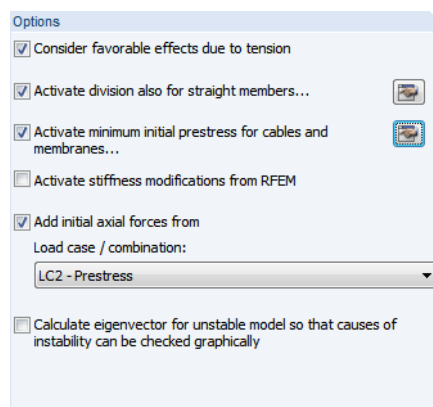 Options
Consider favorable effects due to tension
Activate division also for straight members...
Activate minimum initial prestress for cables and
membranes...
Activate stiffness modifications from RFEM
Add initial axial forces from
Load case / combination:
LC2 - Prestress
Calculate eigenvector for unstable model so that causes of
instability can be checked graphically